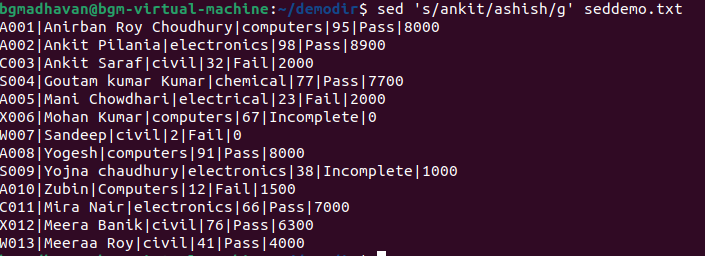 bgmadhavan@bgm-virtual-machine:~/demodir$ sed 's/ankit/ashish/g' seddemo.txt
A001|Anirban Roy Choudhury|computers|95|Pass|8000
A002|Ankit Pilania|electronics|98|Pass|8900
C003|Ankit Saraf|civil|32|Fail|2000
S004|Goutam kumar Kumar|chemical|77|Pass|7700
A005|Mani Chowdhari|electrical|23|Fail|2000
X006|Mohan Kumar|computers|67|Incomplete|0
W007|Sandeep|civil|2|Fail|0
A008|Yogesh|computers|91|Pass|8000
S009|Yojna chaudhury|electronics|38|Incomplete|1000
A010|Zubin|Computers|12|Fail|1500
C011|Mira Nair|electronics|66|Pass|7000
X012|Meera Banik|civil|76|Pass|6300
W013|Meeraa Roy|civil|41|Pass|4000